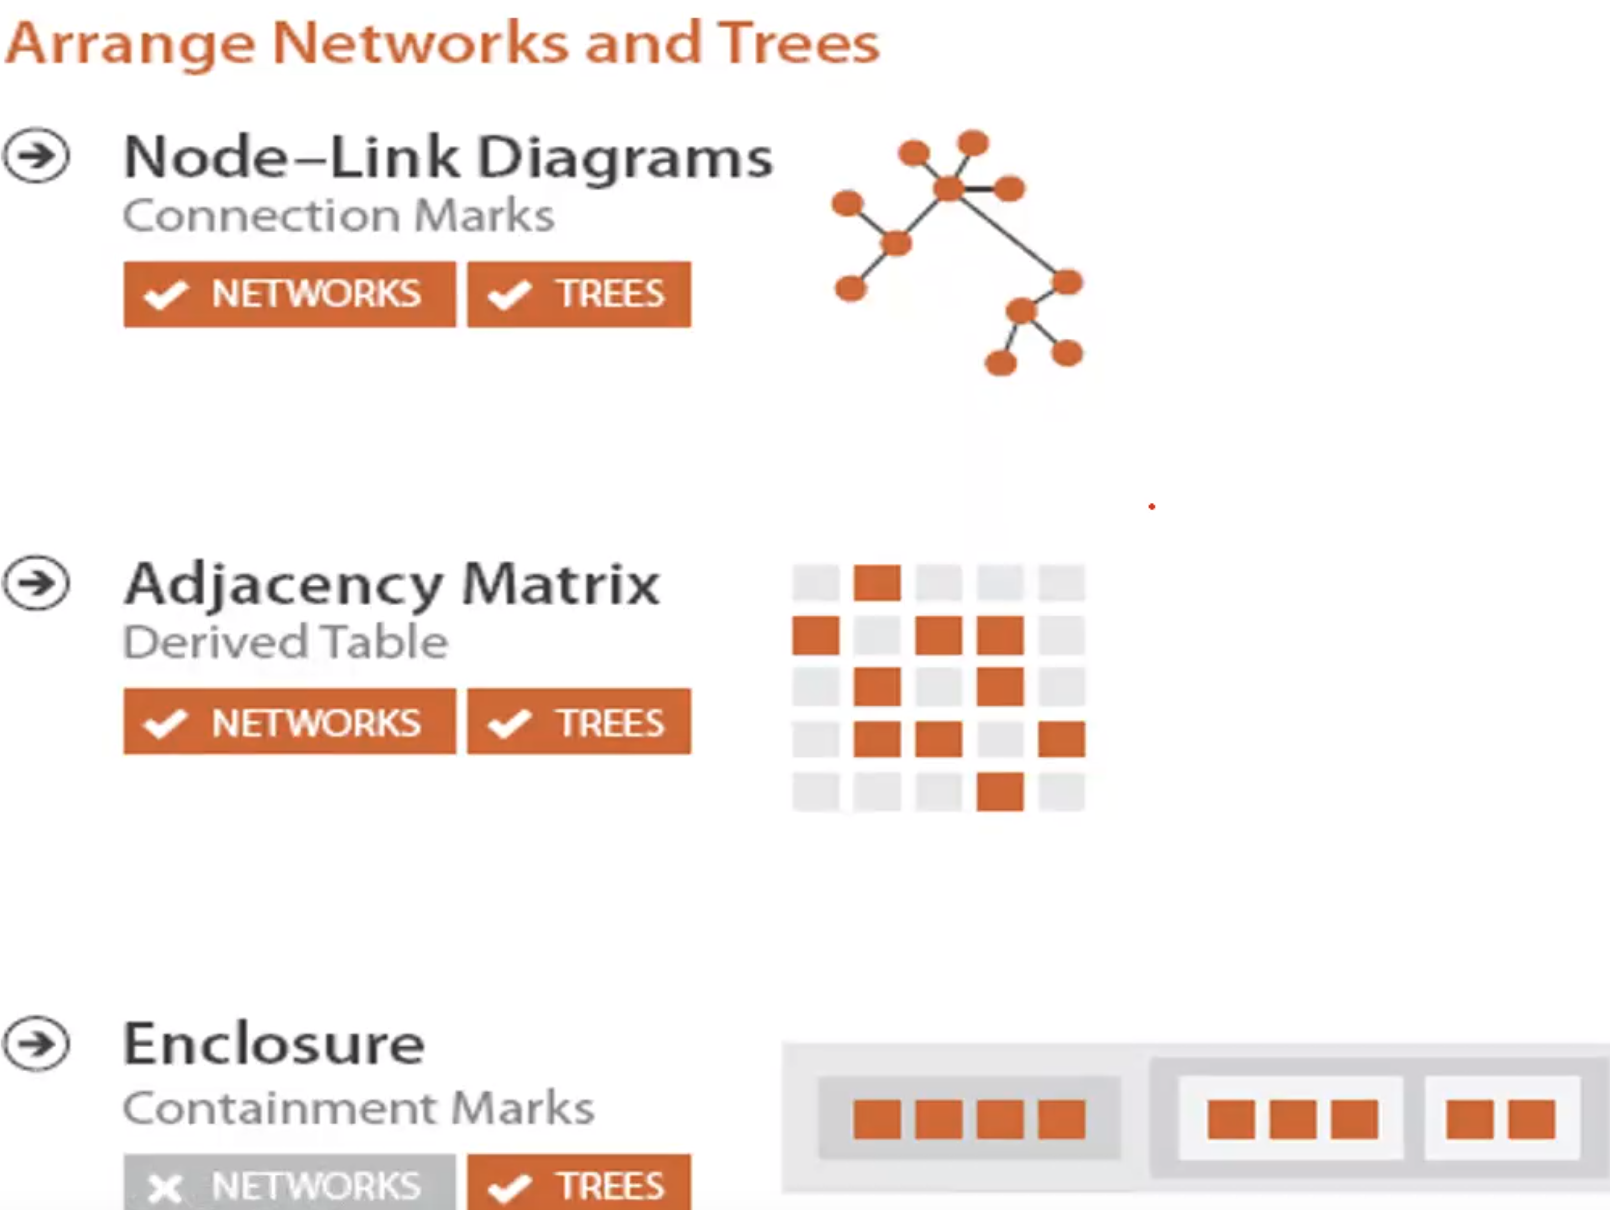 Arrange Networks and Trees
Node–Link Diagrams
Connection Marks
NETWORKS TREES
Adjacency Matrix
Derived Table
NETWORKS TREES
Enclosure
Containment Marks
NETWORKS TREES